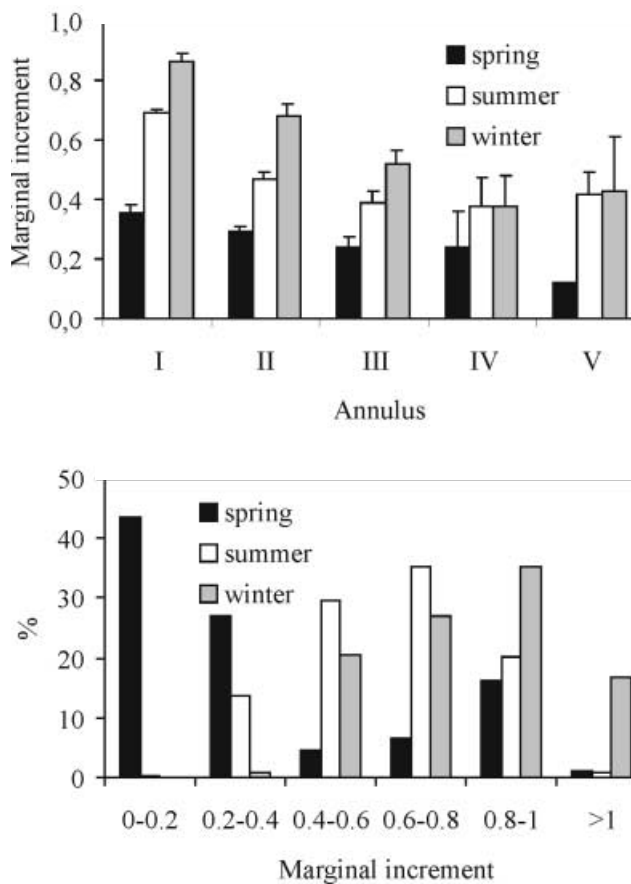 1,0
0,8
0,6
0,4
0,2
0,0
Marginal increment
spring
summer
winter
I II III IV V
Annulus
50
40
30
20
10
0
%
spring
summer
winter
0-0.2 0.2-0.4 0.4-0.6 0.6-0.8 0.8-1 >1
Marginal increment